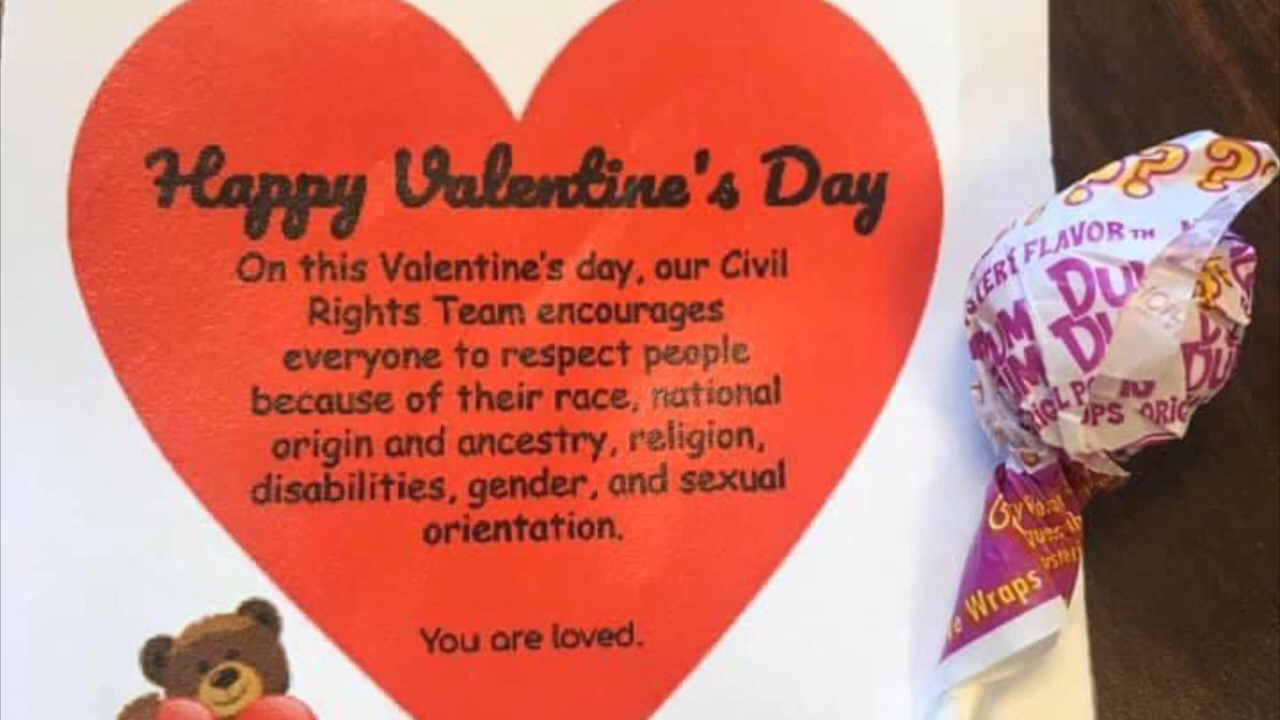 Happy Valentine's Day
On this Valentine's day, our Civil
Rights Team encourages
everyone to respect people
because of their race, national
origin and ancestry, religion,
disabilities, gender, and sexual
orientation.
You are loved.
FLAVOR™
DUM
DUM
Wraps